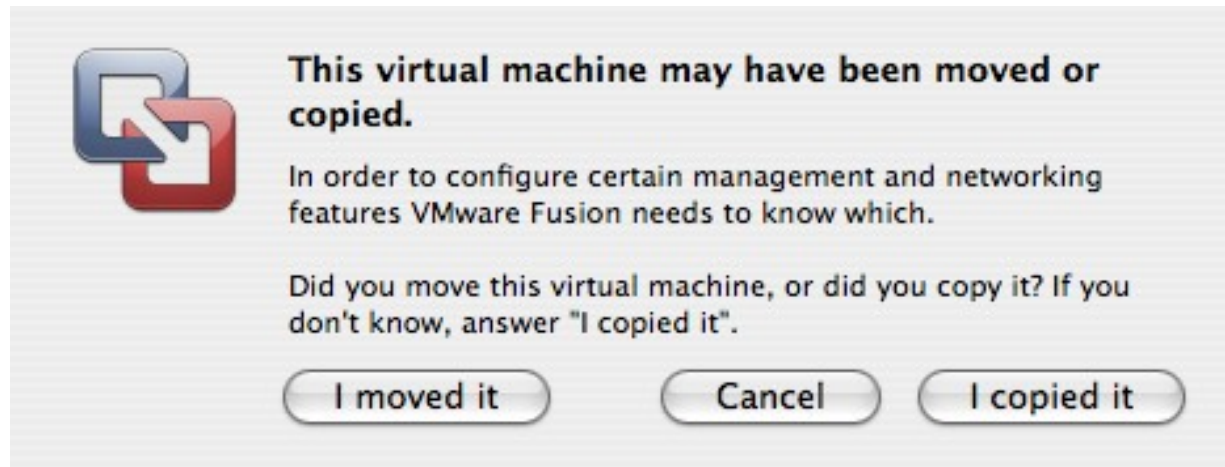 This virtual machine may have been moved or
copied.
In order to configure certain management and networking
features VMware Fusion needs to know which.
Did you move this virtual machine, or did you copy it? If you
don't know, answer "I copied it".
I moved it Cancel I copied it